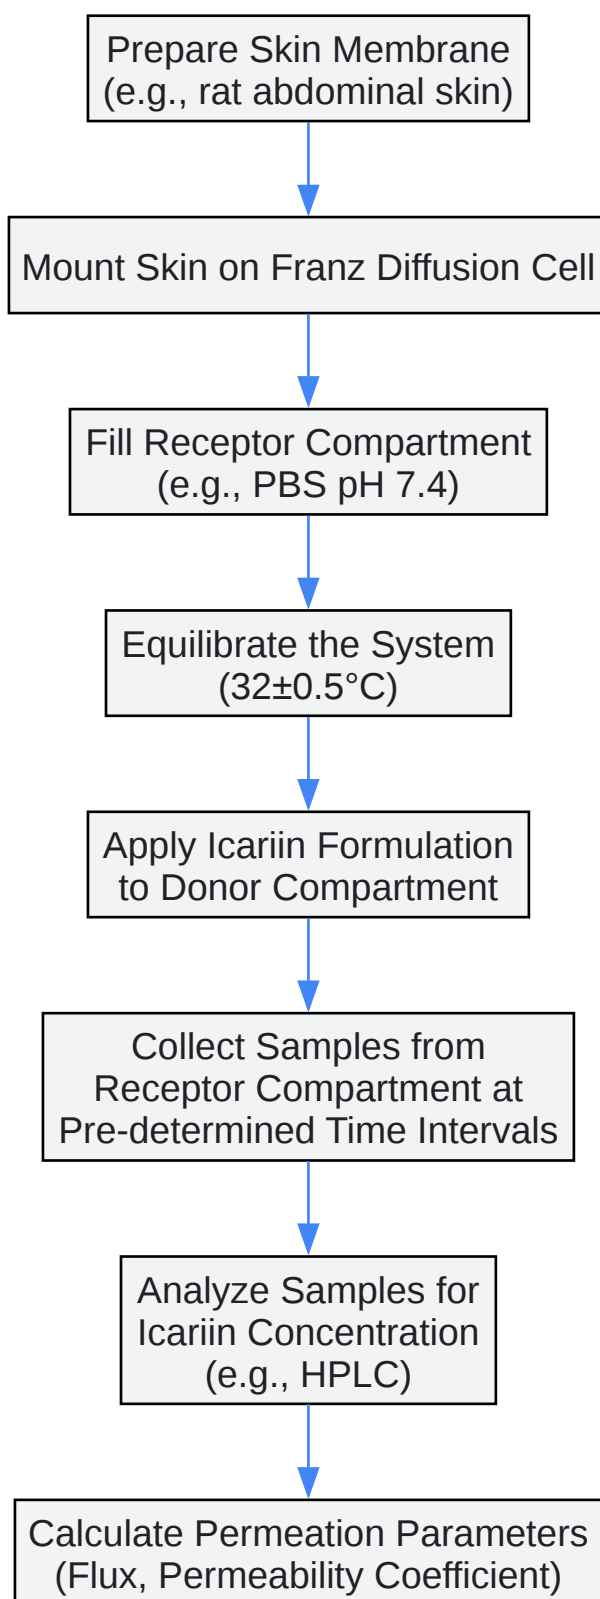 Prepare Skin Membrane
(e.g., rat abdominal skin)
Mount Skin on Franz Diffusion Cell
Fill Receptor Compartment
(e.g., PBS pH 7.4)
Equilibrate the System
(32±0.5°C)
Apply Icariin Formulation
to Donor Compartment
Collect Samples from
Receptor Compartment at
Pre-determined Time Intervals
Analyze Samples for
Icariin Concentration
(e.g., HPLC)
Calculate Permeation Parameters
(Flux, Permeability Coefficient)